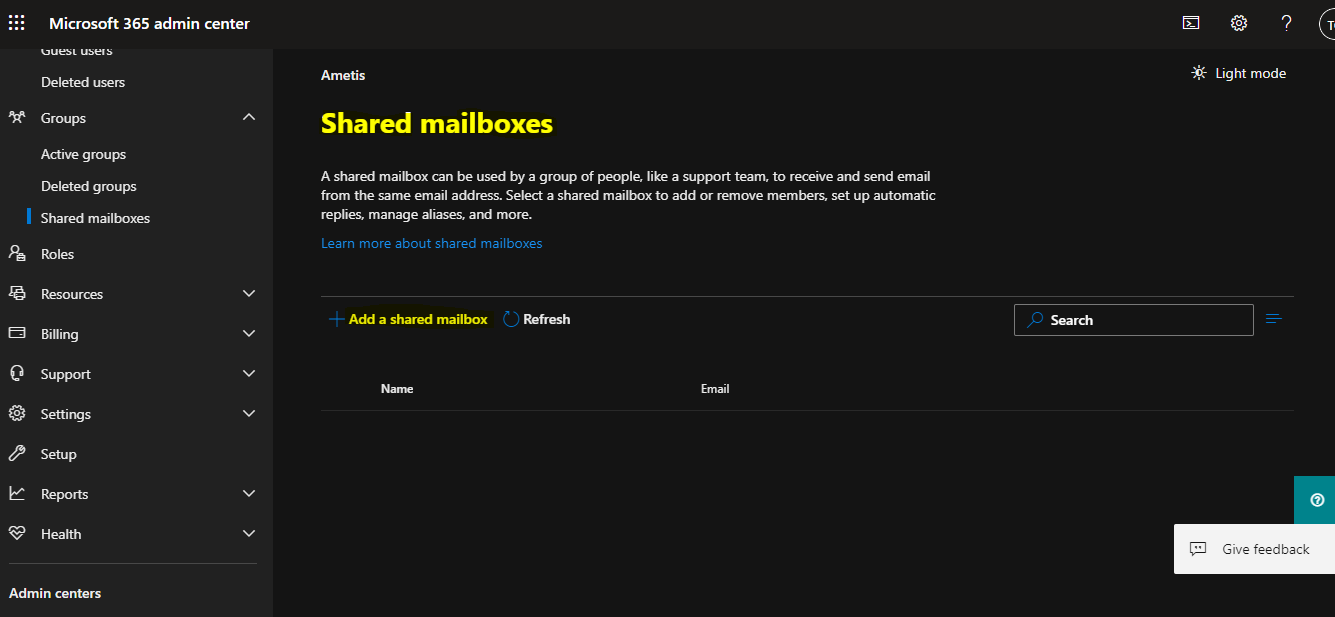 Microsoft 365 admin center
Guest users
Deleted users
Groups
Active groups
Deleted groups
Shared mailboxes
Roles
Resources
Billing
Support
Settings
Setup
Reports
Health
Admin centers
Ametis
Light mode
Shared mailboxes
A shared mailbox can be used by a group of people, like a support team, to receive and send email
from the same email address. Select a shared mailbox to add or remove members, set up automatic
replies, manage aliases, and more.
Learn more about shared mailboxes
Add a shared mailbox Refresh
Search
Name Email
Give feedback